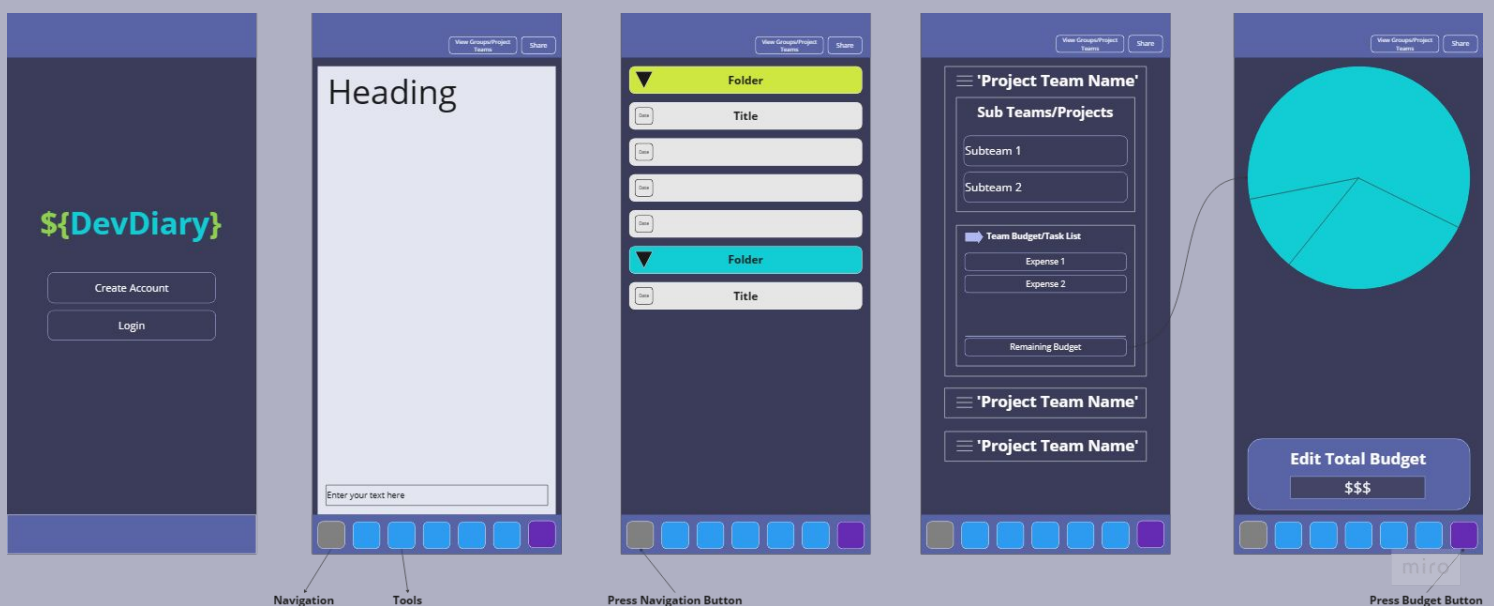 ${DevDiary}
Create Account
Login
View Groups/Project
Teams
Share
Heading
Enter your text here
Navigation
Tools
View Groups/Project
Teams
Share
Folder
Date
Title
Date
Date
Date
Folder
Date
Title
Press Navigation Button
View Groups/Project
Teams
Share
'Project Team Name'
Sub Teams/Projects
Subteam 1
Subteam 2
Team Budget/Task List
Expense 1
Expense 2
Remaining Budget
'Project Team Name'
'Project Team Name'
View Groups/Project
Teams
Share
Edit Total Budget
$$$
miro
Press Budget Button